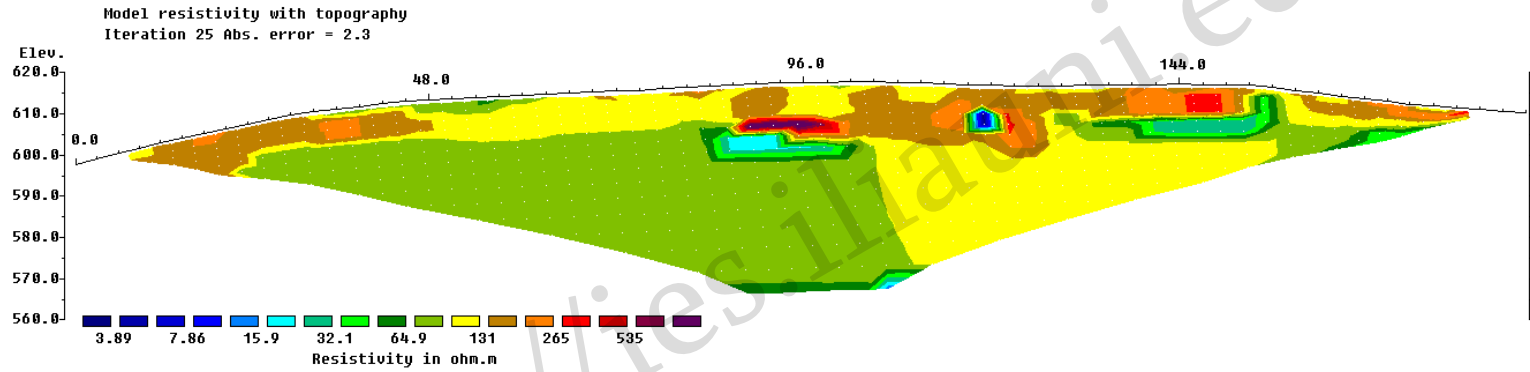 Model resistivity with topography
Iteration 25 Abs. error = 2.3
Elev.
620.0
610.0
600.0
590.0
580.0
570.0
560.0
0.0
48.0
96.0
144.0
3.89 7.86 15.9 32.1 64.9 131 265 535
Resistivity in ohm.m
//ies.iliauni.e